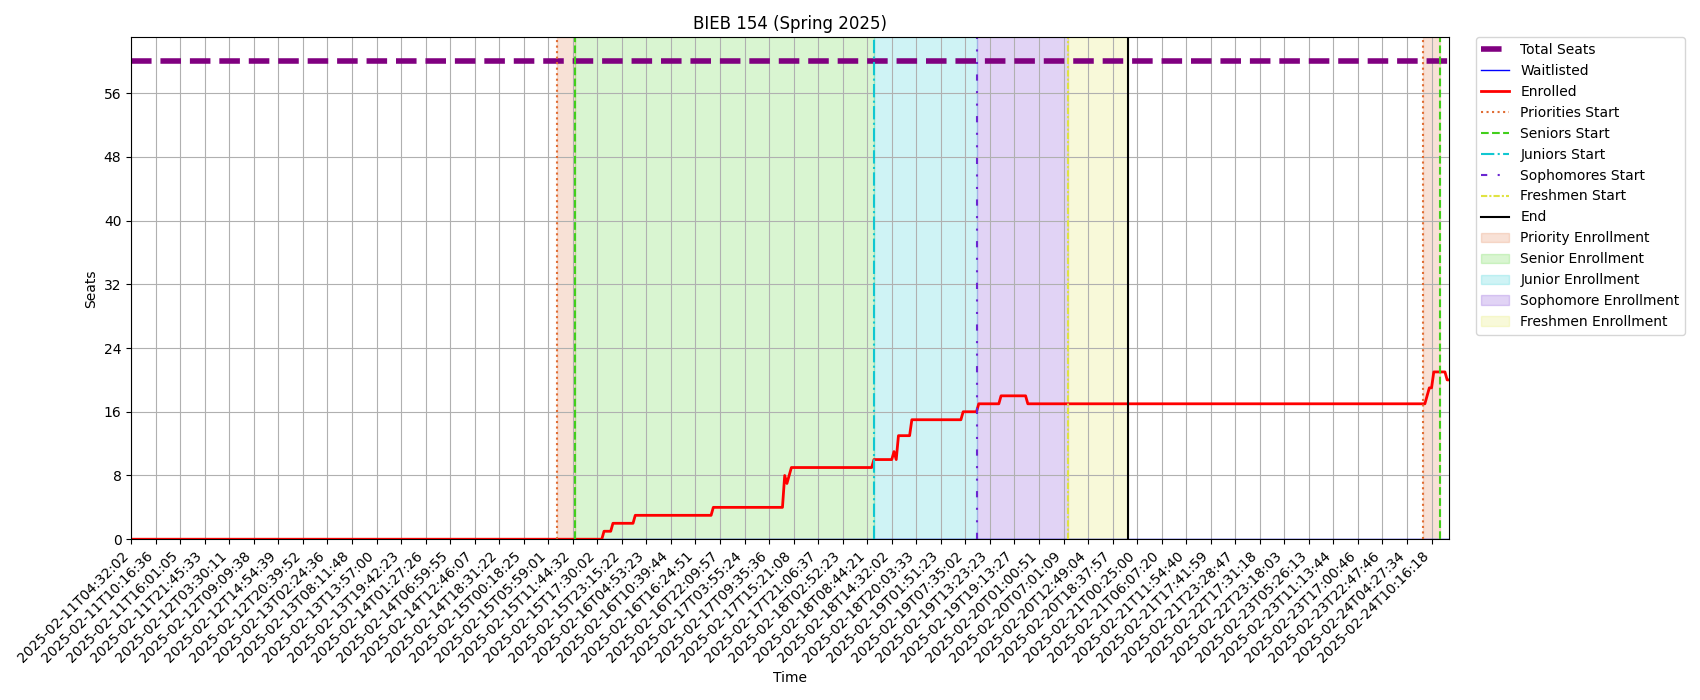 BIEB 154 (Spring 2025)
Seats
56
48
40
32
24
16
8
0
2025-02-11T04:32:02
2025-02-11T10:16:36
2025-02-11T16:01:05
2025-02-11T21:45:33
2025-02-12T03:30:11
2025-02-12T09:09:38
2025-02-12T14:54:39
2025-02-12T20:39:52
2025-02-13T02:24:36
2025-02-13T08:11:48
2025-02-13T13:57:00
2025-02-13T19:42:23
2025-02-14T01:27:26
2025-02-14T06:59:55
2025-02-14T12:46:07
2025-02-14T18:31:22
2025-02-15T00:18:25
2025-02-15T05:59:01
2025-02-15T11:44:32
2025-02-15T17:30:02
2025-02-15T23:15:22
2025-02-16T04:53:23
2025-02-16T10:39:44
2025-02-16T16:24:51
2025-02-16T22:09:57
2025-02-17T03:55:24
2025-02-17T09:35:36
2025-02-17T15:21:08
2025-02-17T21:06:37
2025-02-18T02:52:23
2025-02-18T08:44:21
2025-02-18T14:32:02
2025-02-18T20:03:33
2025-02-19T01:51:23
2025-02-19T07:35:02
2025-02-19T13:23:23
2025-02-19T19:13:27
2025-02-20T01:00:51
2025-02-20T07:01:09
2025-02-20T12:49:04
2025-02-20T18:37:57
2025-02-21T00:25:00
2025-02-21T06:07:20
2025-02-21T11:54:40
2025-02-21T17:41:59
2025-02-21T23:28:47
2025-02-22T17:31:18
2025-02-22T23:18:03
2025-02-23T05:26:13
2025-02-23T11:13:44
2025-02-23T17:00:46
2025-02-23T22:47:46
2025-02-24T04:27:34
2025-02-24T10:16:18
Time
Total Seats
Waitlisted
Enrolled
Priorities Start
Seniors Start
Juniors Start
Sophomores Start
Freshmen Start
End
Priority Enrollment
Senior Enrollment
Junior Enrollment
Sophomore Enrollment
Freshmen Enrollment